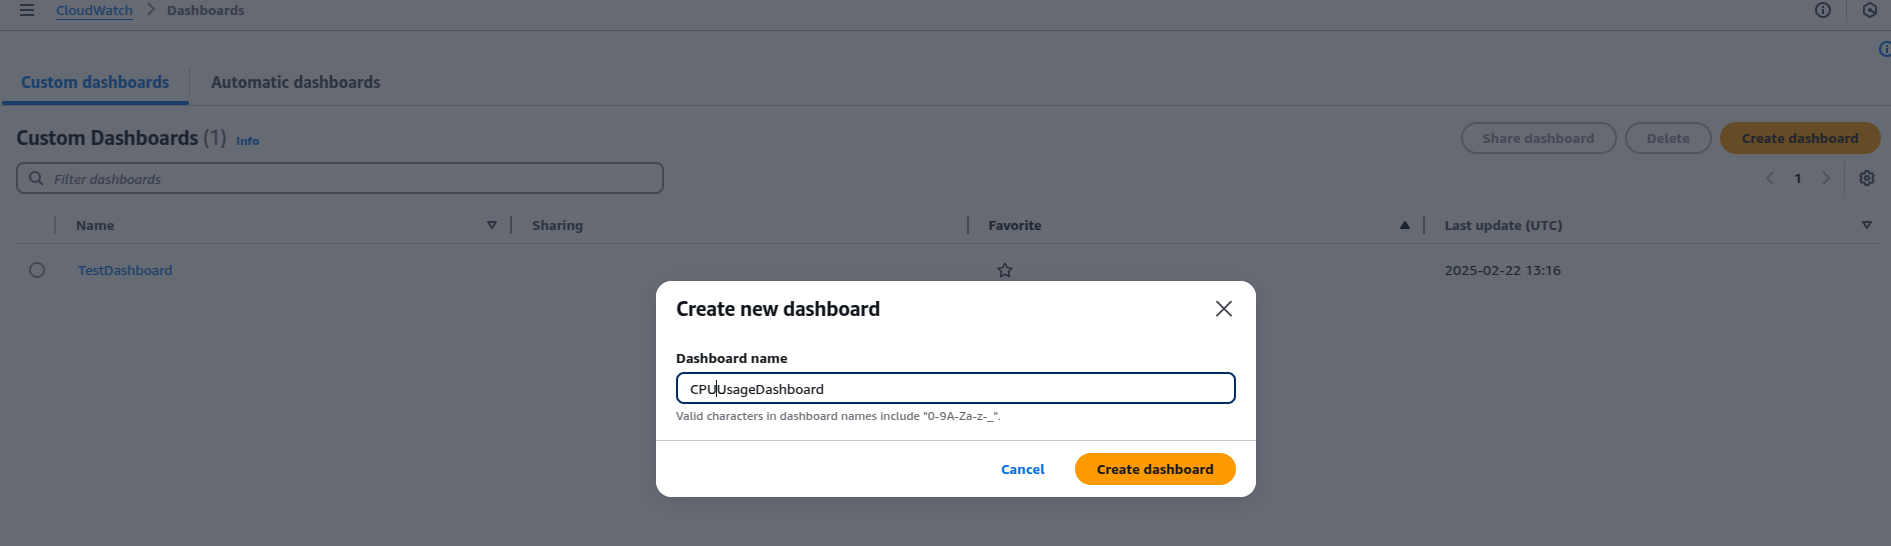 CloudWatch > Dashboards
Custom dashboards Automatic dashboards
Custom Dashboards (1) Info
Share dashboard Delete Create dashboard
Filter dashboards
1
Name Sharing Favorite Last update (UTC)
TestDashboard 2025-02-22 13:16
Create new dashboard
Dashboard name
CPUUsageDashboard
Valid characters in dashboard names include "0-9A-Za-z-_".
Cancel Create dashboard